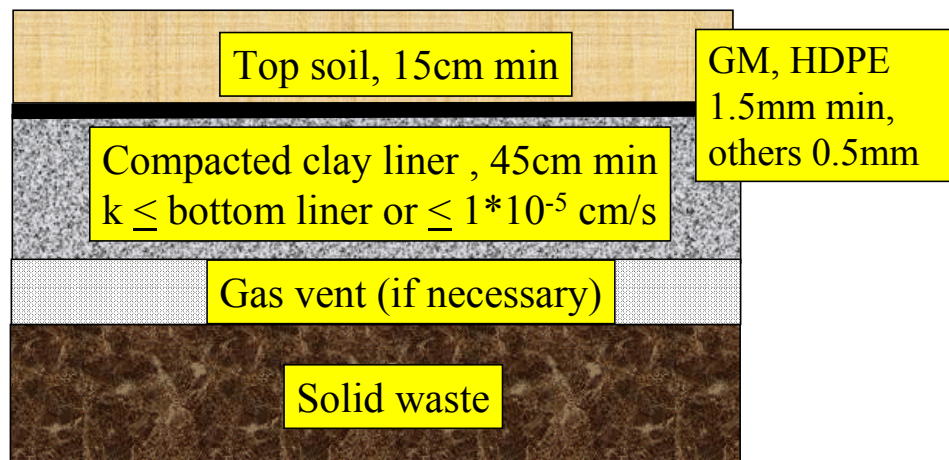 Top soil, 15cm min
GM, HDPE
1.5mm min,
others 0.5mm
Compacted clay liner , 45cm min
k ≤ bottom liner or ≤ 1*10⁻⁵ cm/s
Gas vent (if necessary)
Solid waste